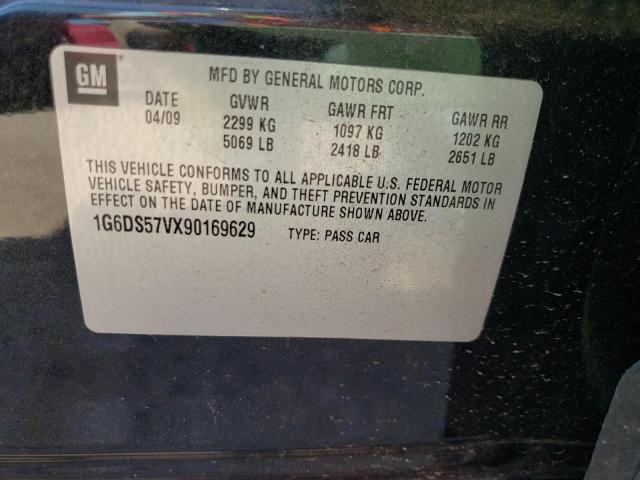 GM
MFD BY GENERAL MOTORS CORP.
DATE GVWR GAWR FRT GAWR RR
04/09 2299 KG 1097 KG 1202 KG
5069 LB 2418 LB 2651 LB
THIS VEHICLE CONFORMS TO ALL APPLICABLE U.S. FEDERAL MOTOR
VEHICLE SAFETY, BUMPER, AND THEFT PREVENTION STANDARDS IN
EFFECT ON THE DATE OF MANUFACTURE SHOWN ABOVE.
1G6DS57VX90169629 TYPE: PASS CAR